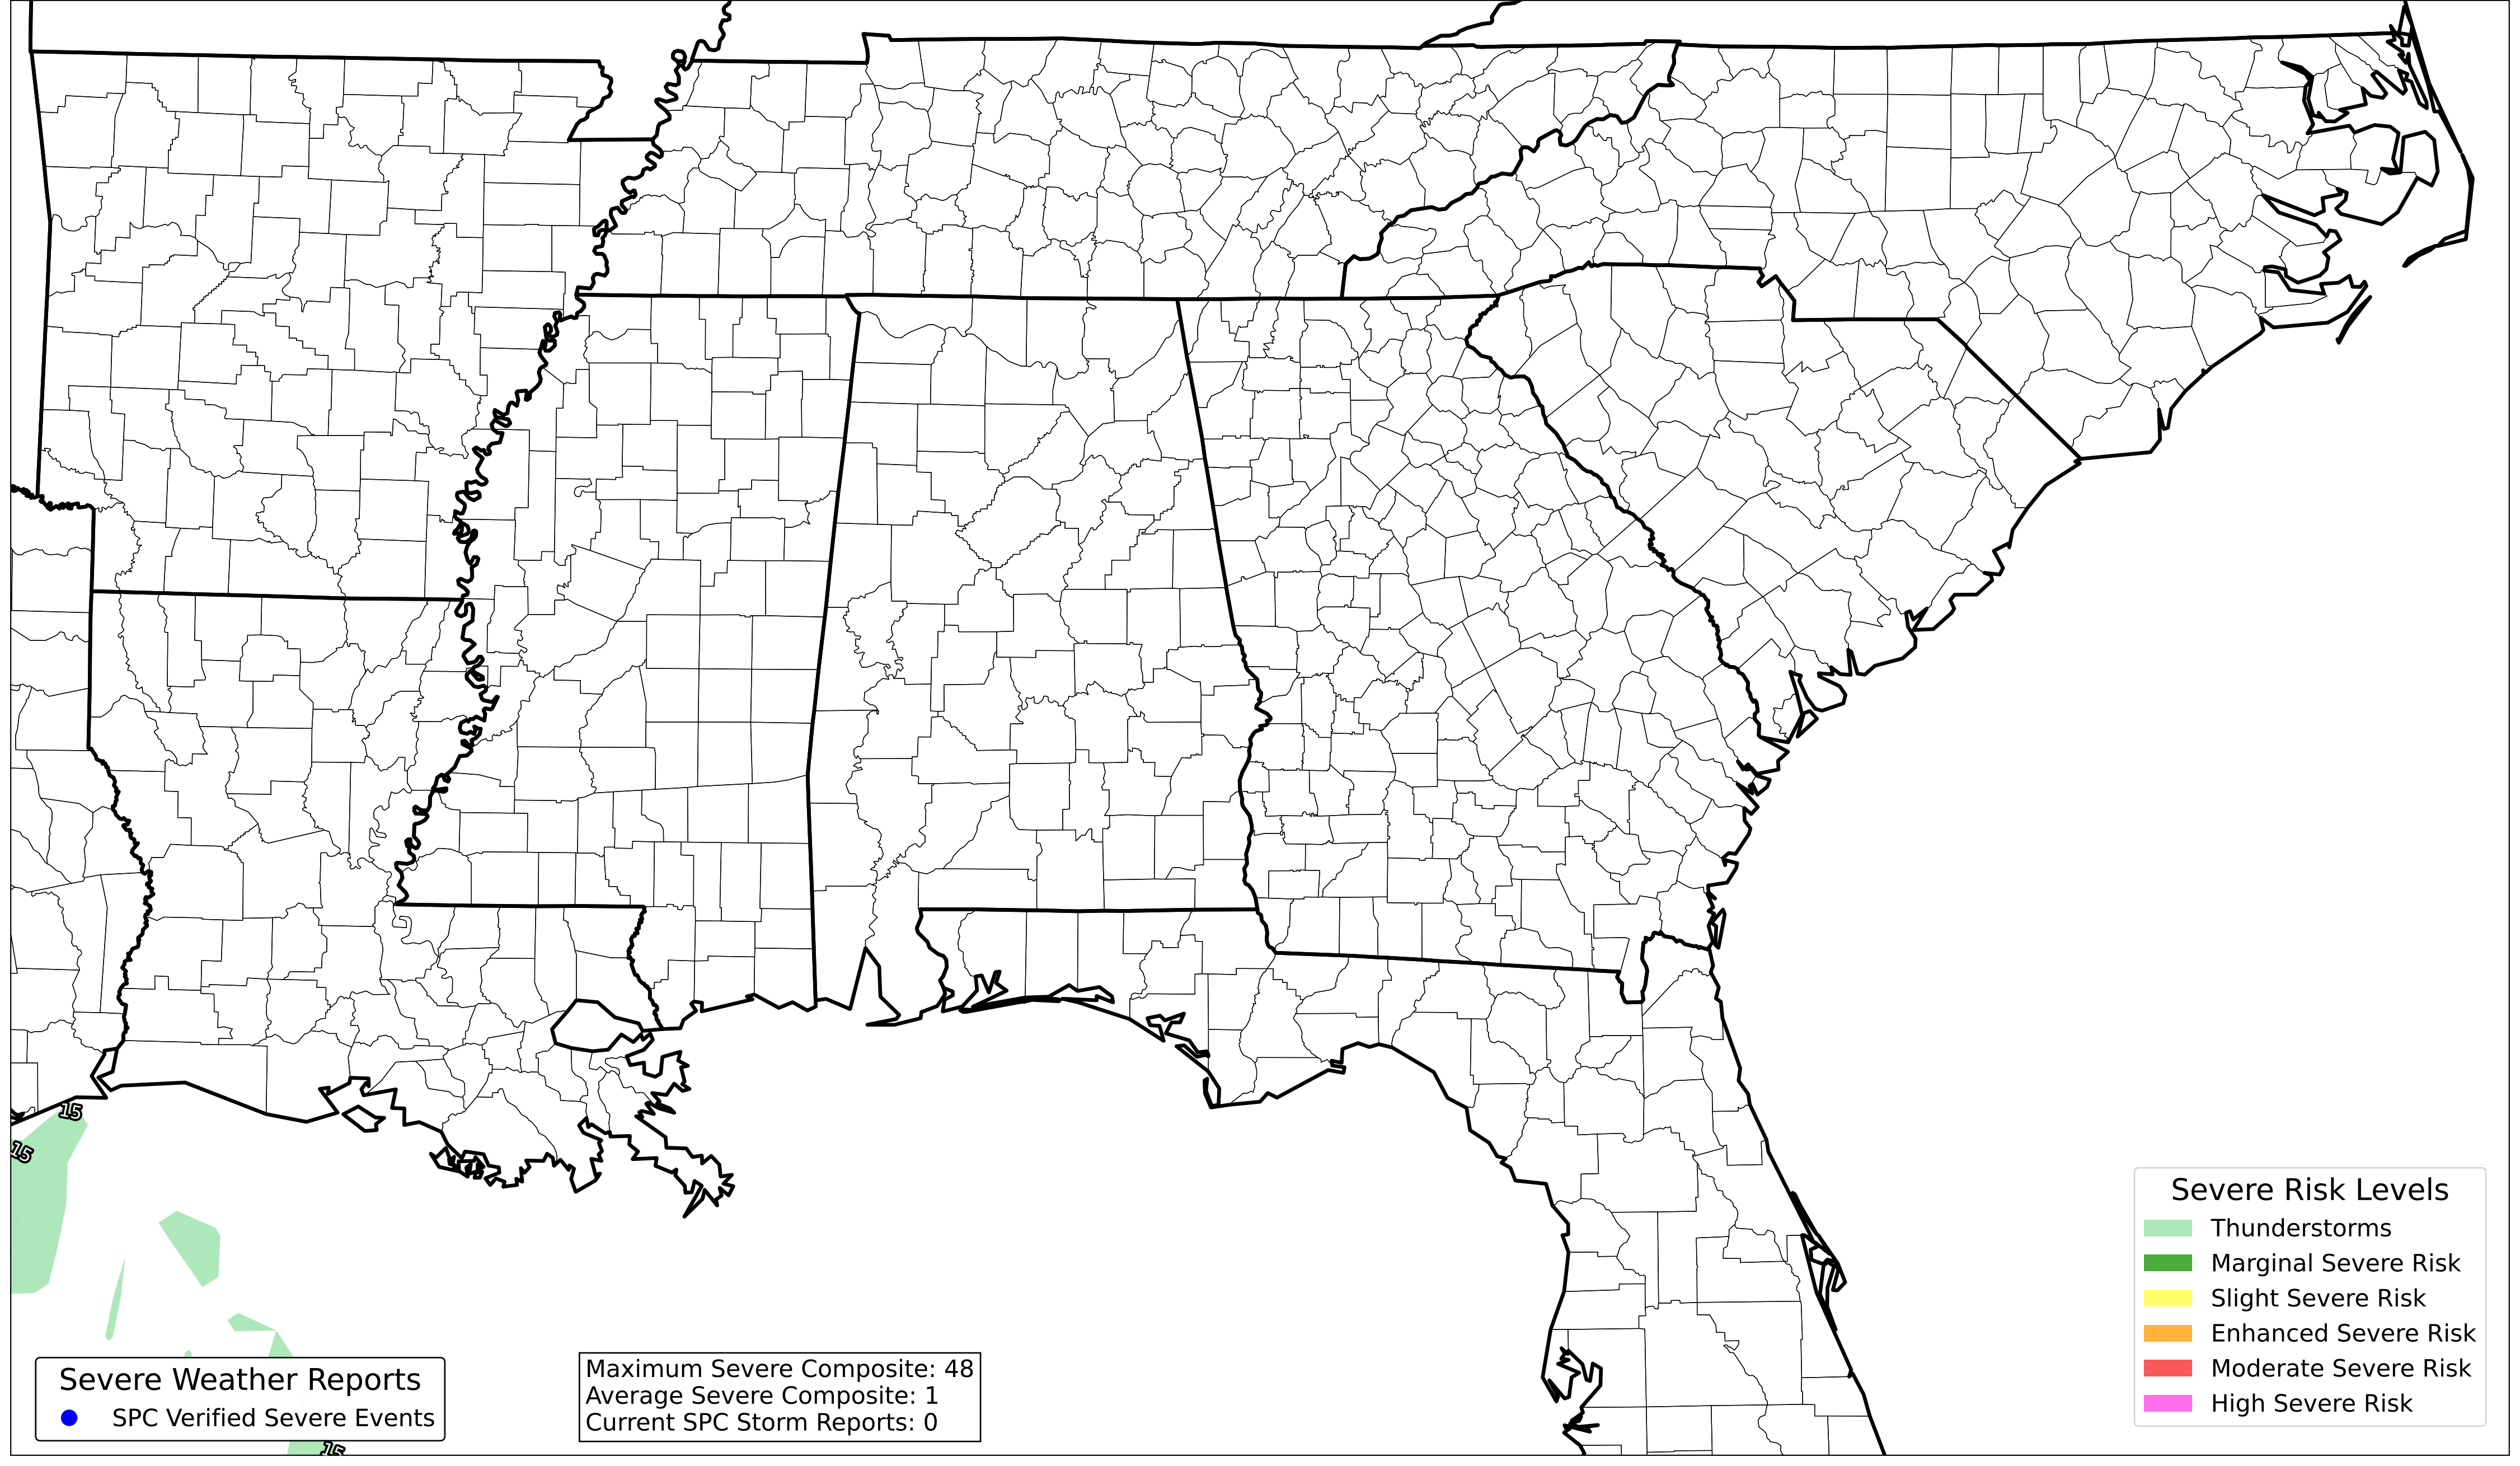 15
15
Severe Risk Levels
Thunderstorms
Marginal Severe Risk
Slight Severe Risk
Enhanced Severe Risk
Moderate Severe Risk
High Severe Risk
Severe Weather Reports
SPC Verified Severe Events
Maximum Severe Composite: 48
Average Severe Composite: 1
Current SPC Storm Reports: 0
15